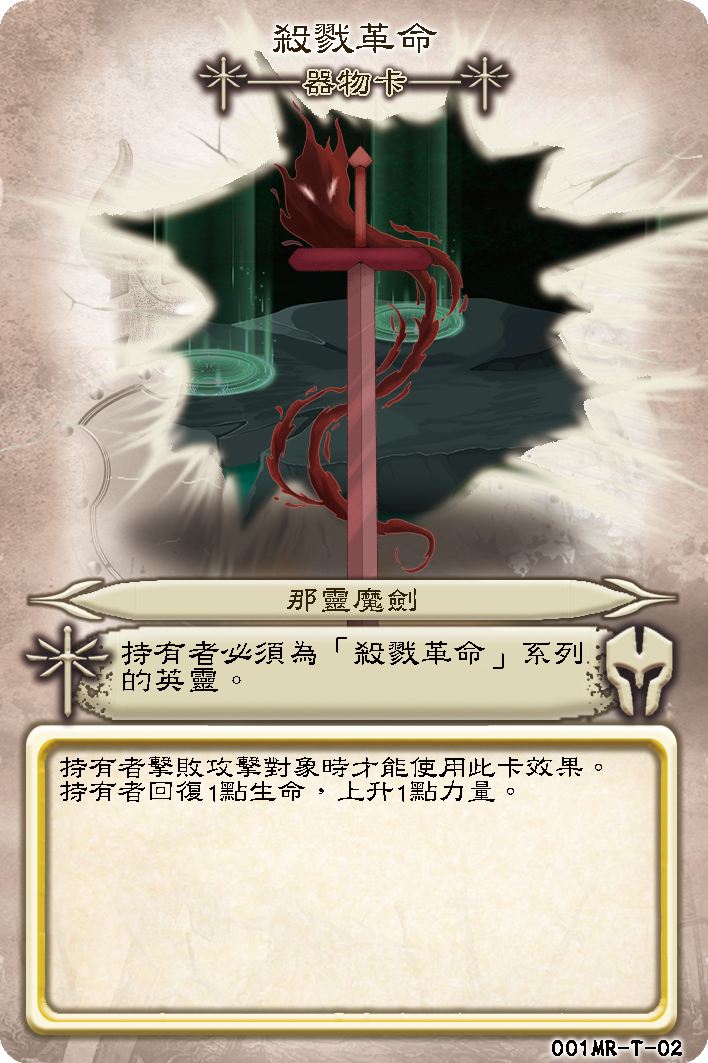 殺戮革命
器物卡
那靈魔劍
持有者必須為「殺戮革命」系列
的英靈。
持有者擊敗攻擊對象時才能使用此卡效果。
持有者回復1點生命，上升1點力量。
001MR-T-02